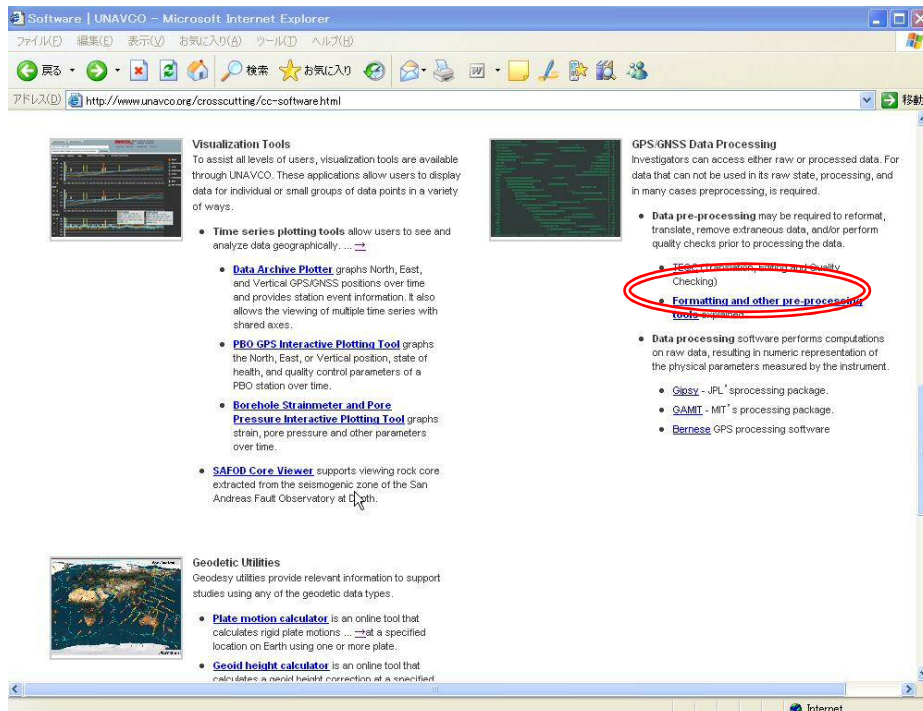 Software | UNAVCO - Microsoft Internet Explorer
ファイル(F) 編集(E) 表示(V) お気に入り(A) ツール(T) ヘルプ(H)
戻る 検索 お気に入り
アドレス(D) http://www.unavco.org/crosscutting/cc-software.html 移動
Visualization Tools
To assist all levels of users, visualization tools are available
through UNAVCO. These applications allow users to display
data for individual or small groups of data points in a variety
of ways.
• Time series plotting tools allow users to see and
analyze data geographically. ... →
• Data Archive Plotter graphs North, East,
and Vertical GPS/GNSS positions over time
and provides station event information. It also
allows the viewing of multiple time series with
shared axes.
• PBO GPS Interactive Plotting Tool graphs
the North, East, or Vertical position, state of
health, and quality control parameters of a
PBO station over time.
• Borehole Strainmeter and Pore
Pressure Interactive Plotting Tool graphs
strain, pore pressure and other parameters
over time.
• SAFOD Core Viewer supports viewing rock core
extracted from the seismogenic zone of the San
Andreas Fault Observatory at Depth.
GPS/GNSS Data Processing
Investigators can access either raw or processed data. For
data that can not be used in its raw state, processing, and
in many cases preprocessing, is required.
• Data pre-processing may be required to reformat,
translate, remove extraneous data, and/or perform
quality checks prior to processing the data.
• TEQC (Translation, Editing and Quality
Checking)
• Formatting and other pre-processing
tools explained
• Data processing software performs computations
on raw data, resulting in numeric representation of
the physical parameters measured by the instrument.
• Gipsy - JPL's processing package.
• GAMIT - MIT's processing package.
• Bernese GPS processing software
Geodetic Utilities
Geodesy utilities provide relevant information to support
studies using any of the geodetic data types.
• Plate motion calculator is an online tool that
calculates rigid plate motions ... →at a specified
location on Earth using one or more plate.
• Geoid height calculator is an online tool that
calculates a geoid height correction at a specified
Internet